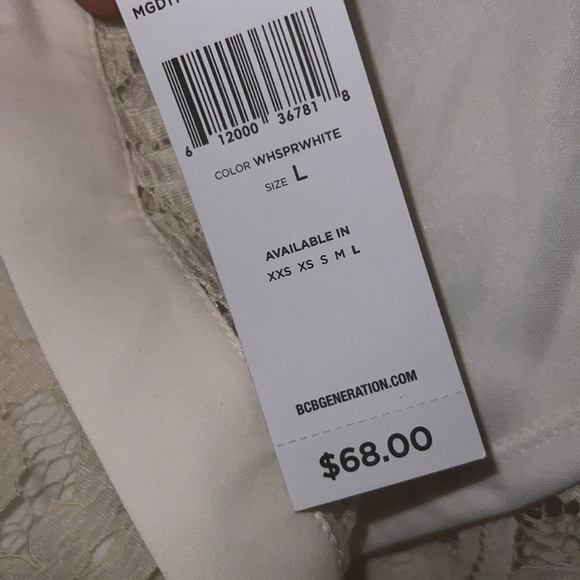 6 12000 36781 8
COLOR WHSPRWHITE
SIZE L
AVAILABLE IN
XXS XS S M L
BCBGENERATION.COM
$68.00